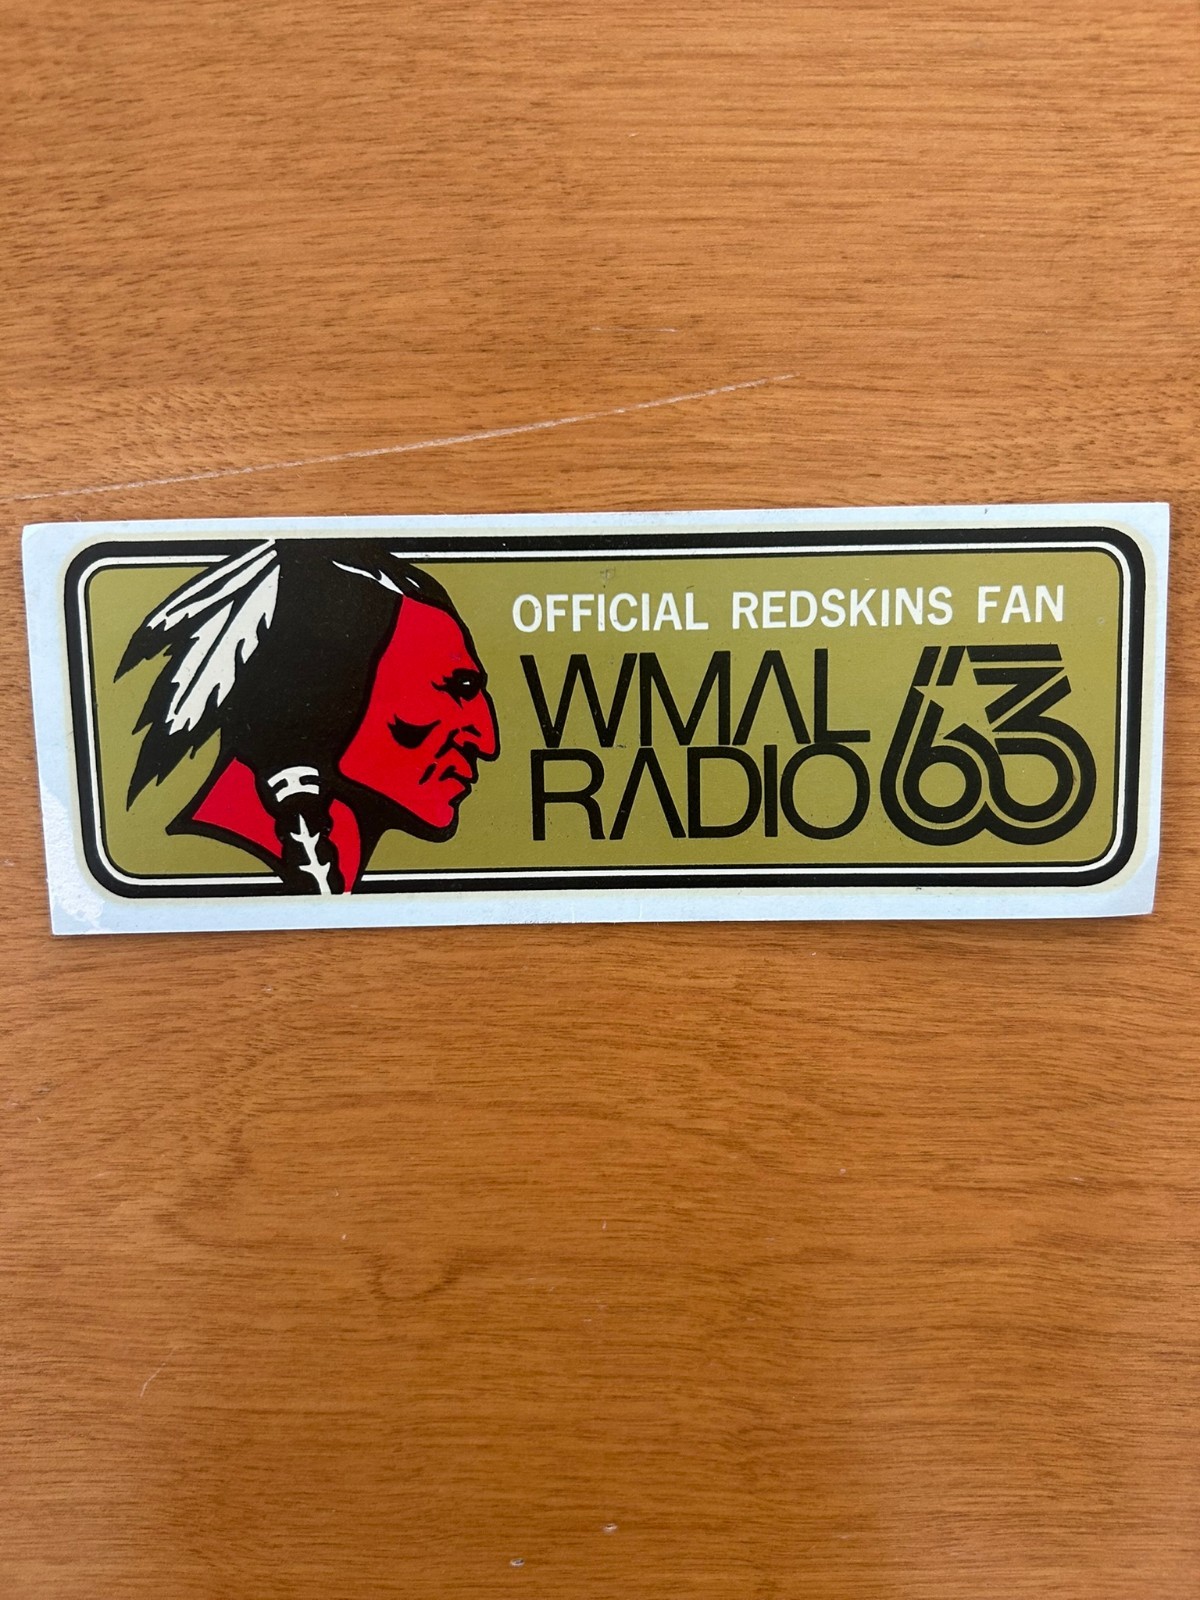 OFFICIAL REDSKINS FAN
WMAL
RADIO 63